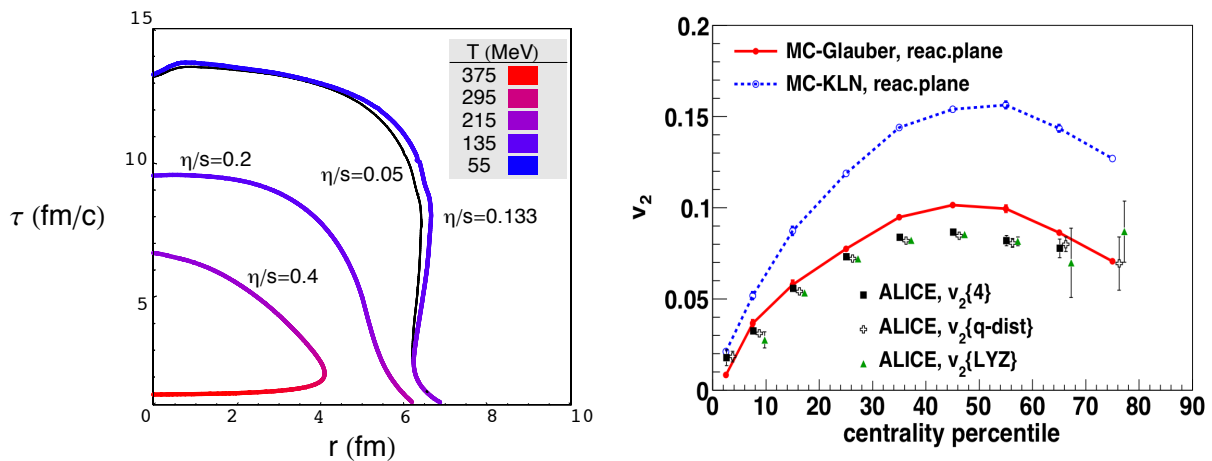 15
10
5
τ (fm/c)
0
2
4
6
8
10
r (fm)
T (MeV)
375
295
215
135
55
η/s=0.2
η/s=0.05
η/s=0.133
η/s=0.4
0.2
0.15
0.1
0.05
0
v₂
MC-Glauber, reac.plane
MC-KLN, reac.plane
ALICE, v₂{4}
ALICE, v₂{q-dist}
ALICE, v₂{LYZ}
0 10 20 30 40 50 60 70 80 90
centrality percentile